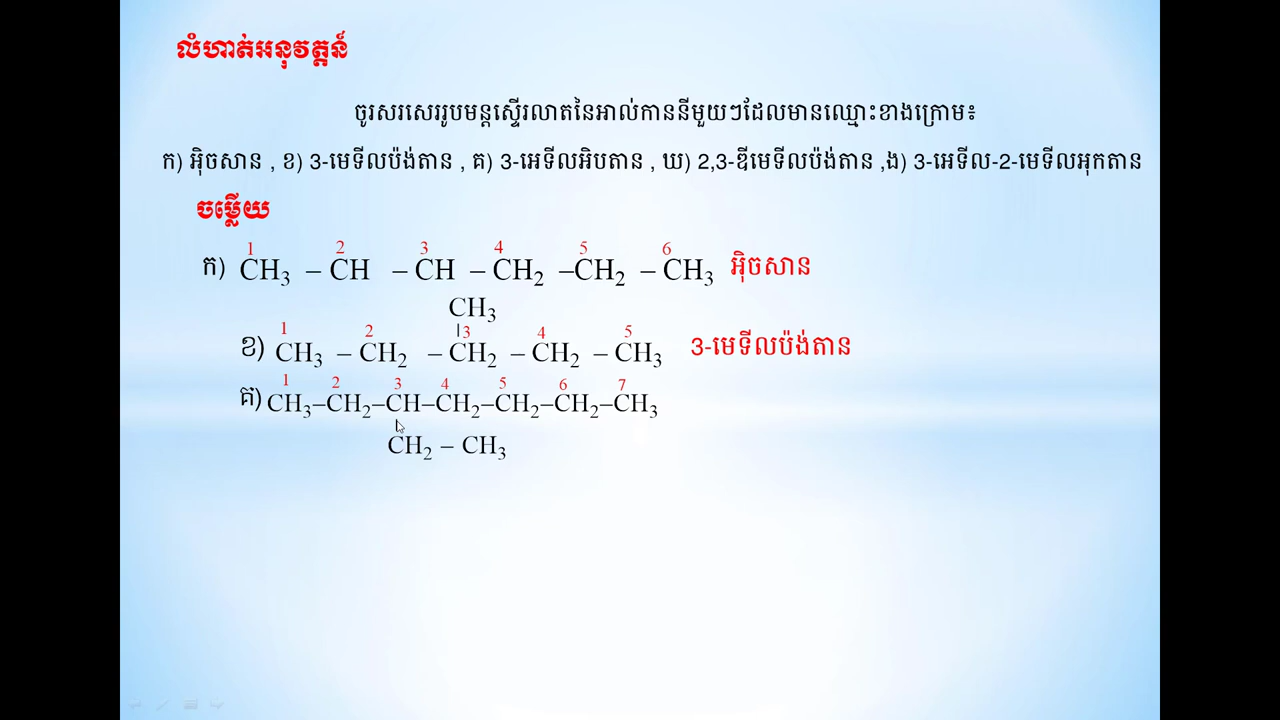 លំហាត់អនុវត្តន៍
ចូរសរសេររូបមន្តស្ទើរលាតនៃអាល់កាននីមួយៗដែលមានឈ្មោះខាងក្រោម៖
ក) អ៊ិចសាន , ខ) 3-មេទីលប៉ង់តាន , គ) 3-អេទីលអិបតាន , ឃ) 2,3-ឌីមេទីលប៉ង់តាន ,ង) 3-អេទីល-2-មេទីលអុកតាន
ចម្លើយ
1 2 3 4 5 6
ក) CH₃ – CH – CH – CH₂ –CH₂ – CH₃ អ៊ិចសាន
CH₃
1 2 3 4 5
ខ) CH₃ – CH₂ – CH₂ – CH₂ – CH₃ 3-មេទីលប៉ង់តាន
1 2 3 4 5 6 7
គ) CH₃–CH₂–CH–CH₂–CH₂–CH₂–CH₃
CH₂ – CH₃